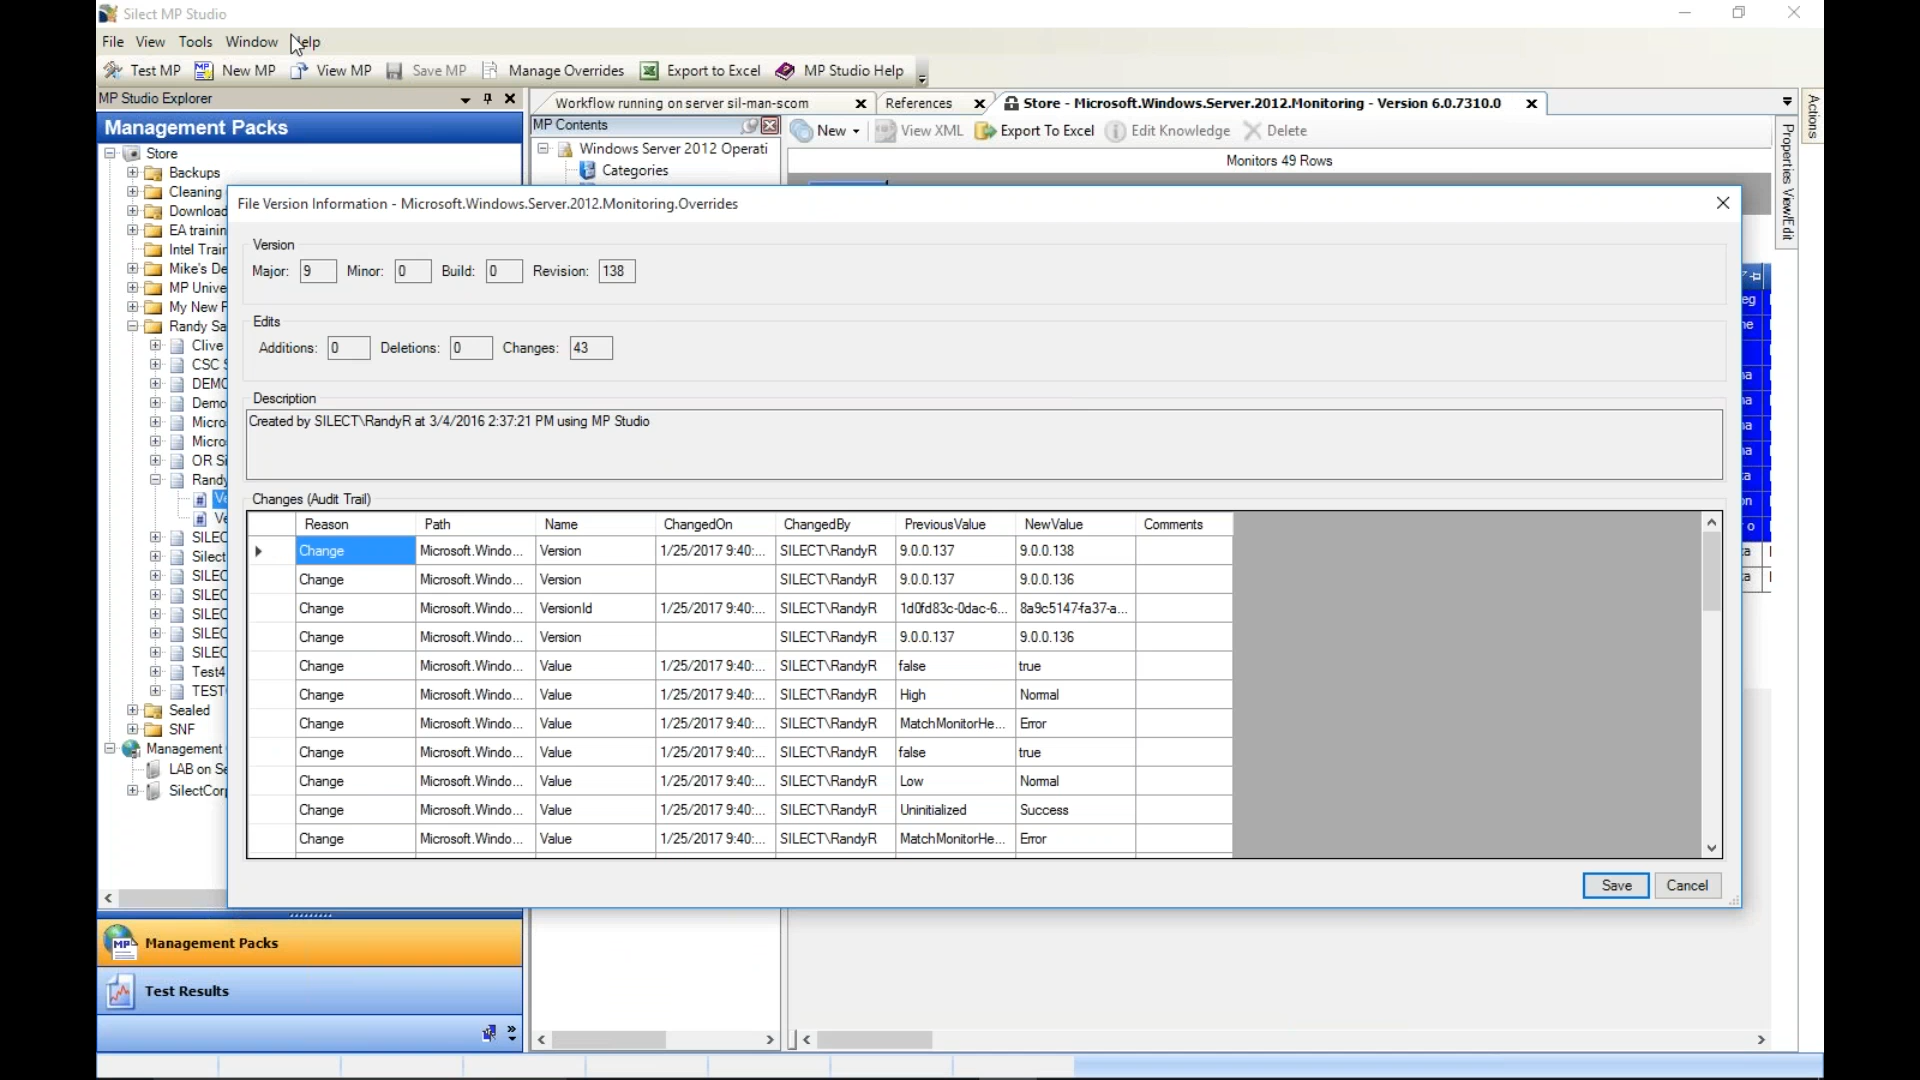 Silect MP Studio
File View Tools Window Help
Test MP New MP View MP Save MP Manage Overrides Export to Excel MP Studio Help
MP Studio Explorer
Management Packs
Store
Backups
Cleaning
Download
EA trainin
Intel Trair
Mike's De
MP Unive
My New F
Randy Sa
Clive
CSC S
DEMO
Demo
Micro
Micro
OR Si
Randy
Ve
Ve
SILEC
Silect
SILEC
SILEC
SILEC
SILEC
SILEC
Test4
TEST
Sealed
SNF
Management
LAB on Se
SilectCorp
Management Packs
Test Results
Workflow running on server sil-man-scom References Store - Microsoft.Windows.Server.2012.Monitoring - Version 6.0.7310.0
MP Contents
Windows Server 2012 Operati
Categories
New View XML Export To Excel Edit Knowledge Delete
Monitors 49 Rows
Actions
Properties View/Edit
File Version Information - Microsoft.Windows.Server.2012.Monitoring.Overrides
Version
Major: 9 Minor: 0 Build: 0 Revision: 138
Edits
Additions: 0 Deletions: 0 Changes: 43
Description
Created by SILECT\RandyR at 3/4/2016 2:37:21 PM using MP Studio
Changes (Audit Trail)
Reason Path Name ChangedOn ChangedBy PreviousValue NewValue Comments
Change Microsoft.Windo... Version 1/25/2017 9:40:... SILECT\RandyR 9.0.0.137 9.0.0.138
Change Microsoft.Windo... Version SILECT\RandyR 9.0.0.137 9.0.0.136
Change Microsoft.Windo... VersionId 1/25/2017 9:40:... SILECT\RandyR 1d0fd83c-0dac-6... 8a9c5147-fa37-a...
Change Microsoft.Windo... Version SILECT\RandyR 9.0.0.137 9.0.0.136
Change Microsoft.Windo... Value 1/25/2017 9:40:... SILECT\RandyR false true
Change Microsoft.Windo... Value 1/25/2017 9:40:... SILECT\RandyR High Normal
Change Microsoft.Windo... Value 1/25/2017 9:40:... SILECT\RandyR MatchMonitorHe... Error
Change Microsoft.Windo... Value 1/25/2017 9:40:... SILECT\RandyR false true
Change Microsoft.Windo... Value 1/25/2017 9:40:... SILECT\RandyR Low Normal
Change Microsoft.Windo... Value 1/25/2017 9:40:... SILECT\RandyR Uninitialized Success
Change Microsoft.Windo... Value 1/25/2017 9:40:... SILECT\RandyR MatchMonitorHe... Error
Save Cancel